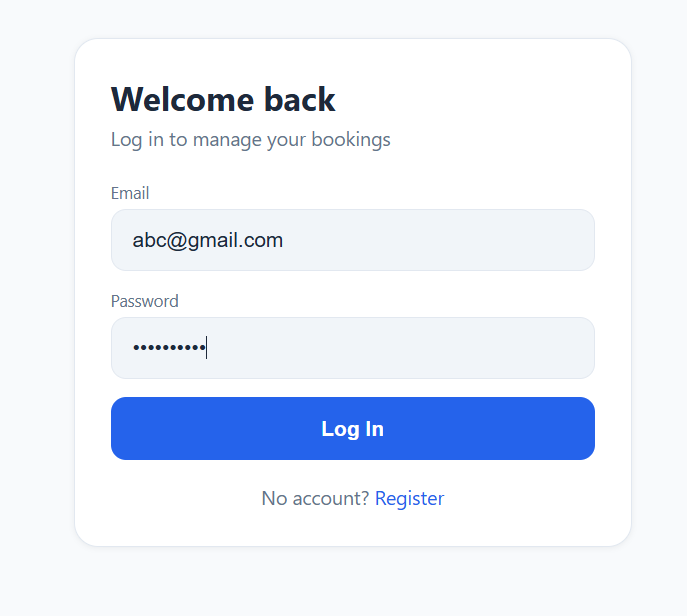 Welcome back
Log in to manage your bookings
Email
abc@gmail.com
Password
••••••••••
Log In
No account? Register